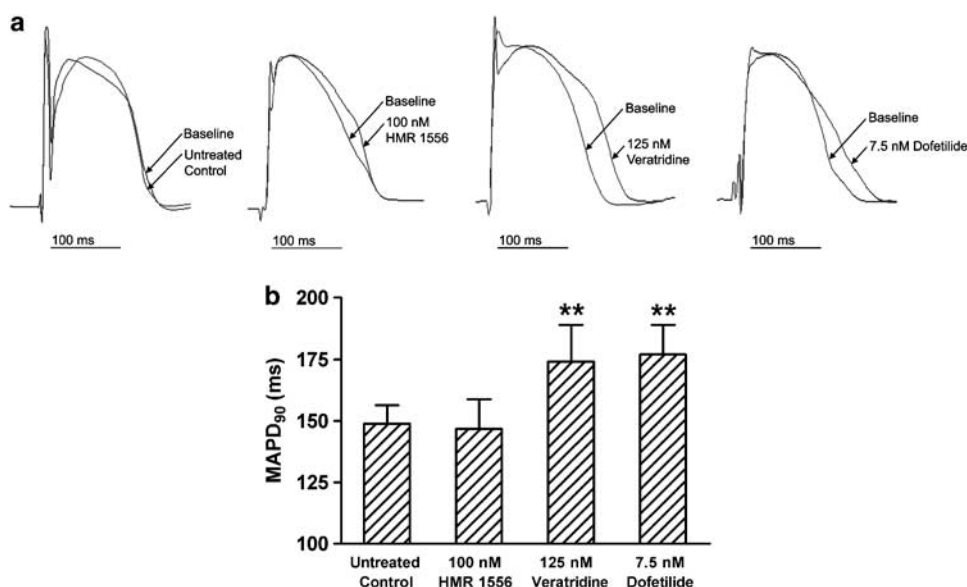 a
Baseline
Untreated
Control
100 ms
Baseline
100 nM
HMR 1556
100 ms
Baseline
125 nM
Veratridine
100 ms
Baseline
7.5 nM Dofetilide
100 ms
b
MAPD90 (ms)
200
175
150
125
100
**
**
Untreated
Control
100 nM
HMR 1556
125 nM
Veratridine
7.5 nM
Dofetilide